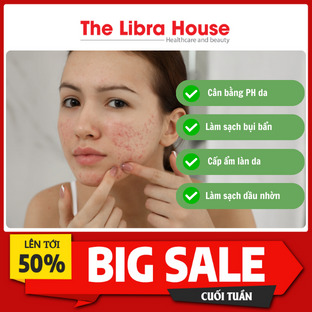 The Libra House
Healthcare and beauty
Cân bằng PH da
Làm sạch bụi bẩn
Cấp ẩm làn da
Làm sạch dầu nhờn
LÊN TỚI
50%
BIG SALE
CUỐI TUẦN